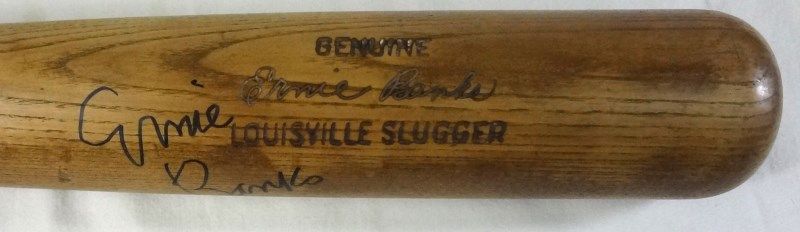 GENUINE
Ernie Banks
LOUISVILLE SLUGGER
Ernie
Banks